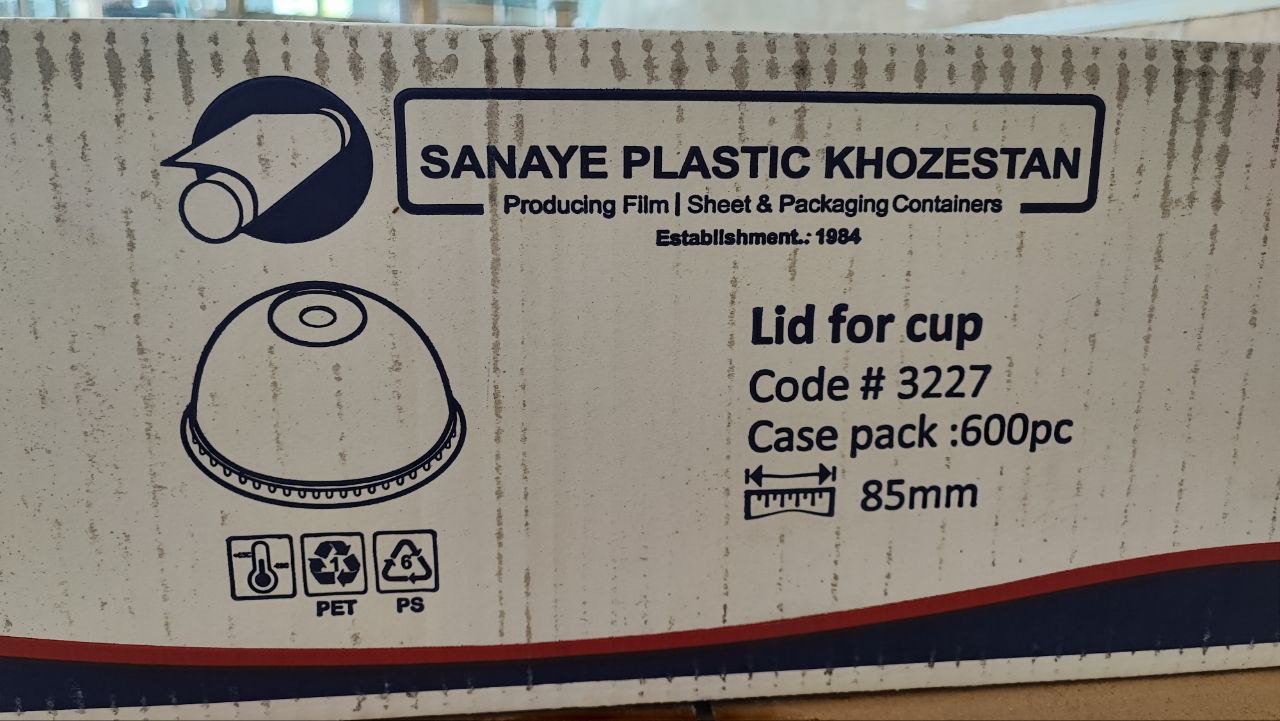 SANAYE PLASTIC KHOZESTAN
Producing Film | Sheet & Packaging Containers
Establishment.: 1984
Lid for cup
Code # 3227
Case pack :600pc
85mm
1 6
PET PS